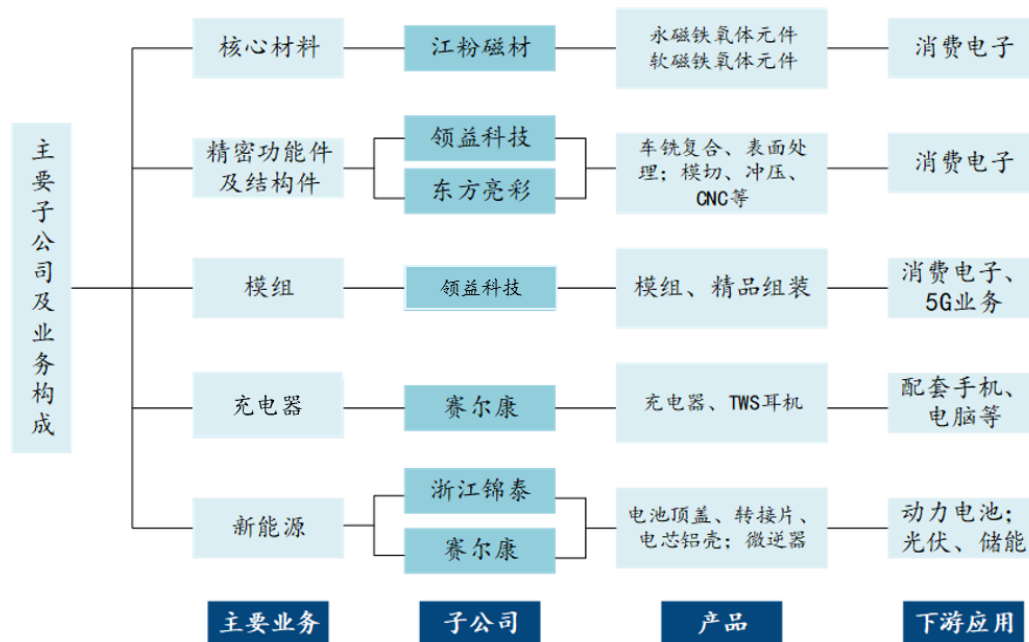 主要子公司及业务构成
核心材料
江粉磁材
永磁铁氧体元件
软磁铁氧体元件
消费电子
精密功能件
及结构件
领益科技
东方亮彩
车铣复合、表面处
理；模切、冲压、
CNC等
消费电子
模组
领益科技
模组、精品组装
消费电子、
5G业务
充电器
赛尔康
充电器、TWS耳机
配套手机、
电脑等
新能源
浙江锦泰
赛尔康
电池顶盖、转接片、
电芯铝壳；微逆器
动力电池；
光伏、储能
主要业务
子公司
产品
下游应用